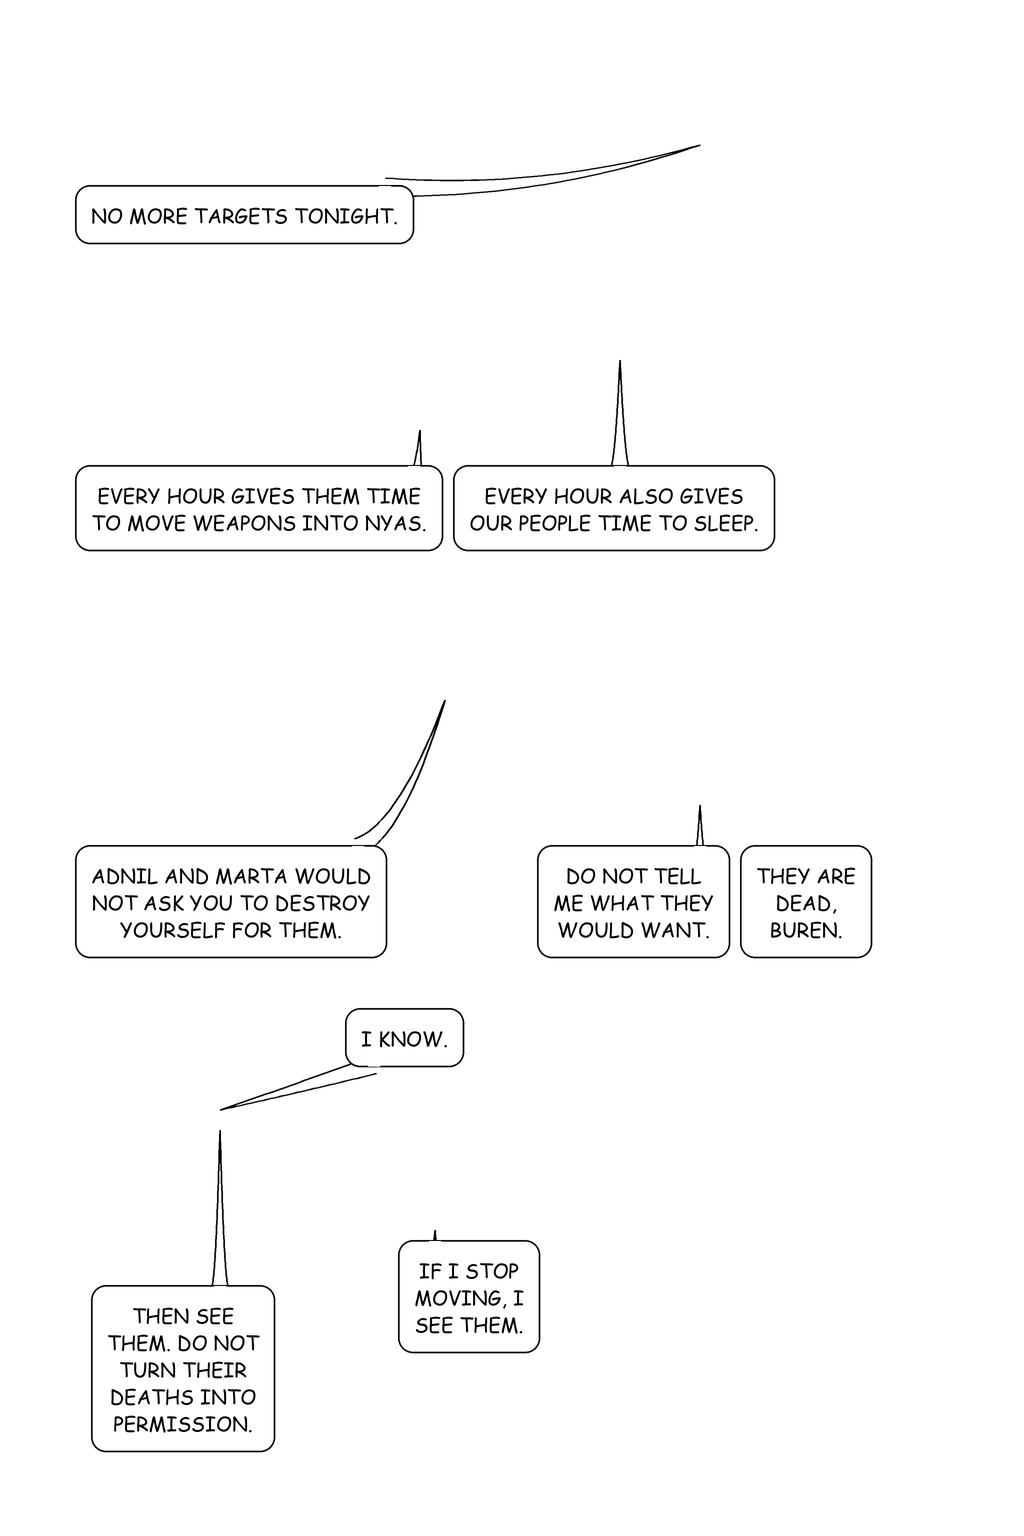 NO MORE TARGETS TONIGHT.
EVERY HOUR GIVES THEM TIME
TO MOVE WEAPONS INTO NYAS.
EVERY HOUR ALSO GIVES
OUR PEOPLE TIME TO SLEEP.
ADNIL AND MARTA WOULD
NOT ASK YOU TO DESTROY
YOURSELF FOR THEM.
DO NOT TELL
ME WHAT THEY
WOULD WANT.
THEY ARE
DEAD,
BUREN.
I KNOW.
IF I STOP
MOVING, I
SEE THEM.
THEN SEE
THEM. DO NOT
TURN THEIR
DEATHS INTO
PERMISSION.